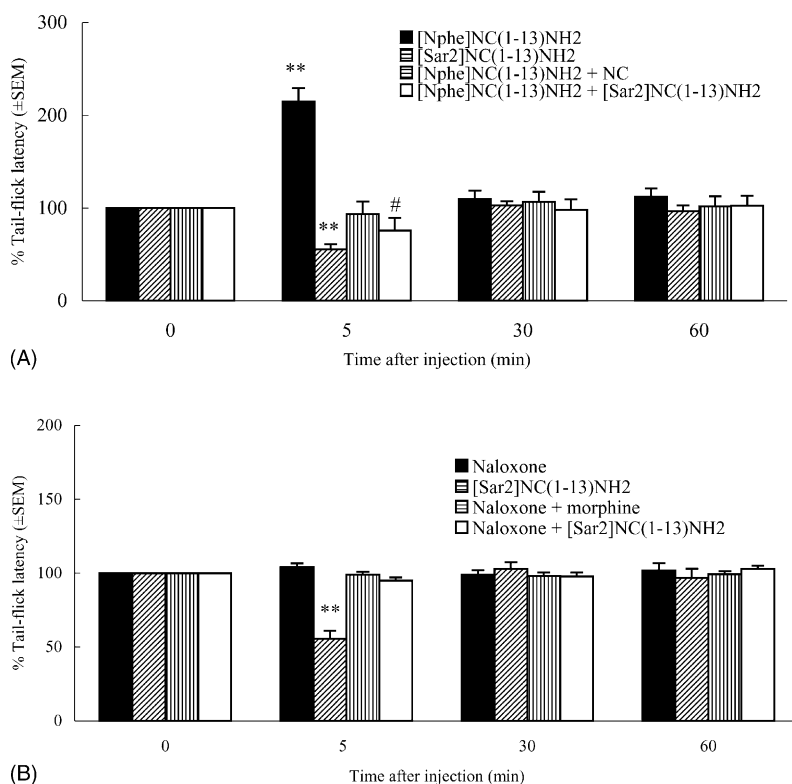 300
200
100
0
% Tail-flick latency (±SEM)
[Nphe]NC(1-13)NH2
[Sar2]NC(1-13)NH2
[Nphe]NC(1-13)NH2 + NC
[Nphe]NC(1-13)NH2 + [Sar2]NC(1-13)NH2
**
**
#
0 5 30 60
Time after injection (min)
(A)
200
150
100
50
0
% Tail-flick latency (±SEM)
Naloxone
[Sar2]NC(1-13)NH2
Naloxone + morphine
Naloxone + [Sar2]NC(1-13)NH2
**
0 5 30 60
Time after injection (min)
(B)